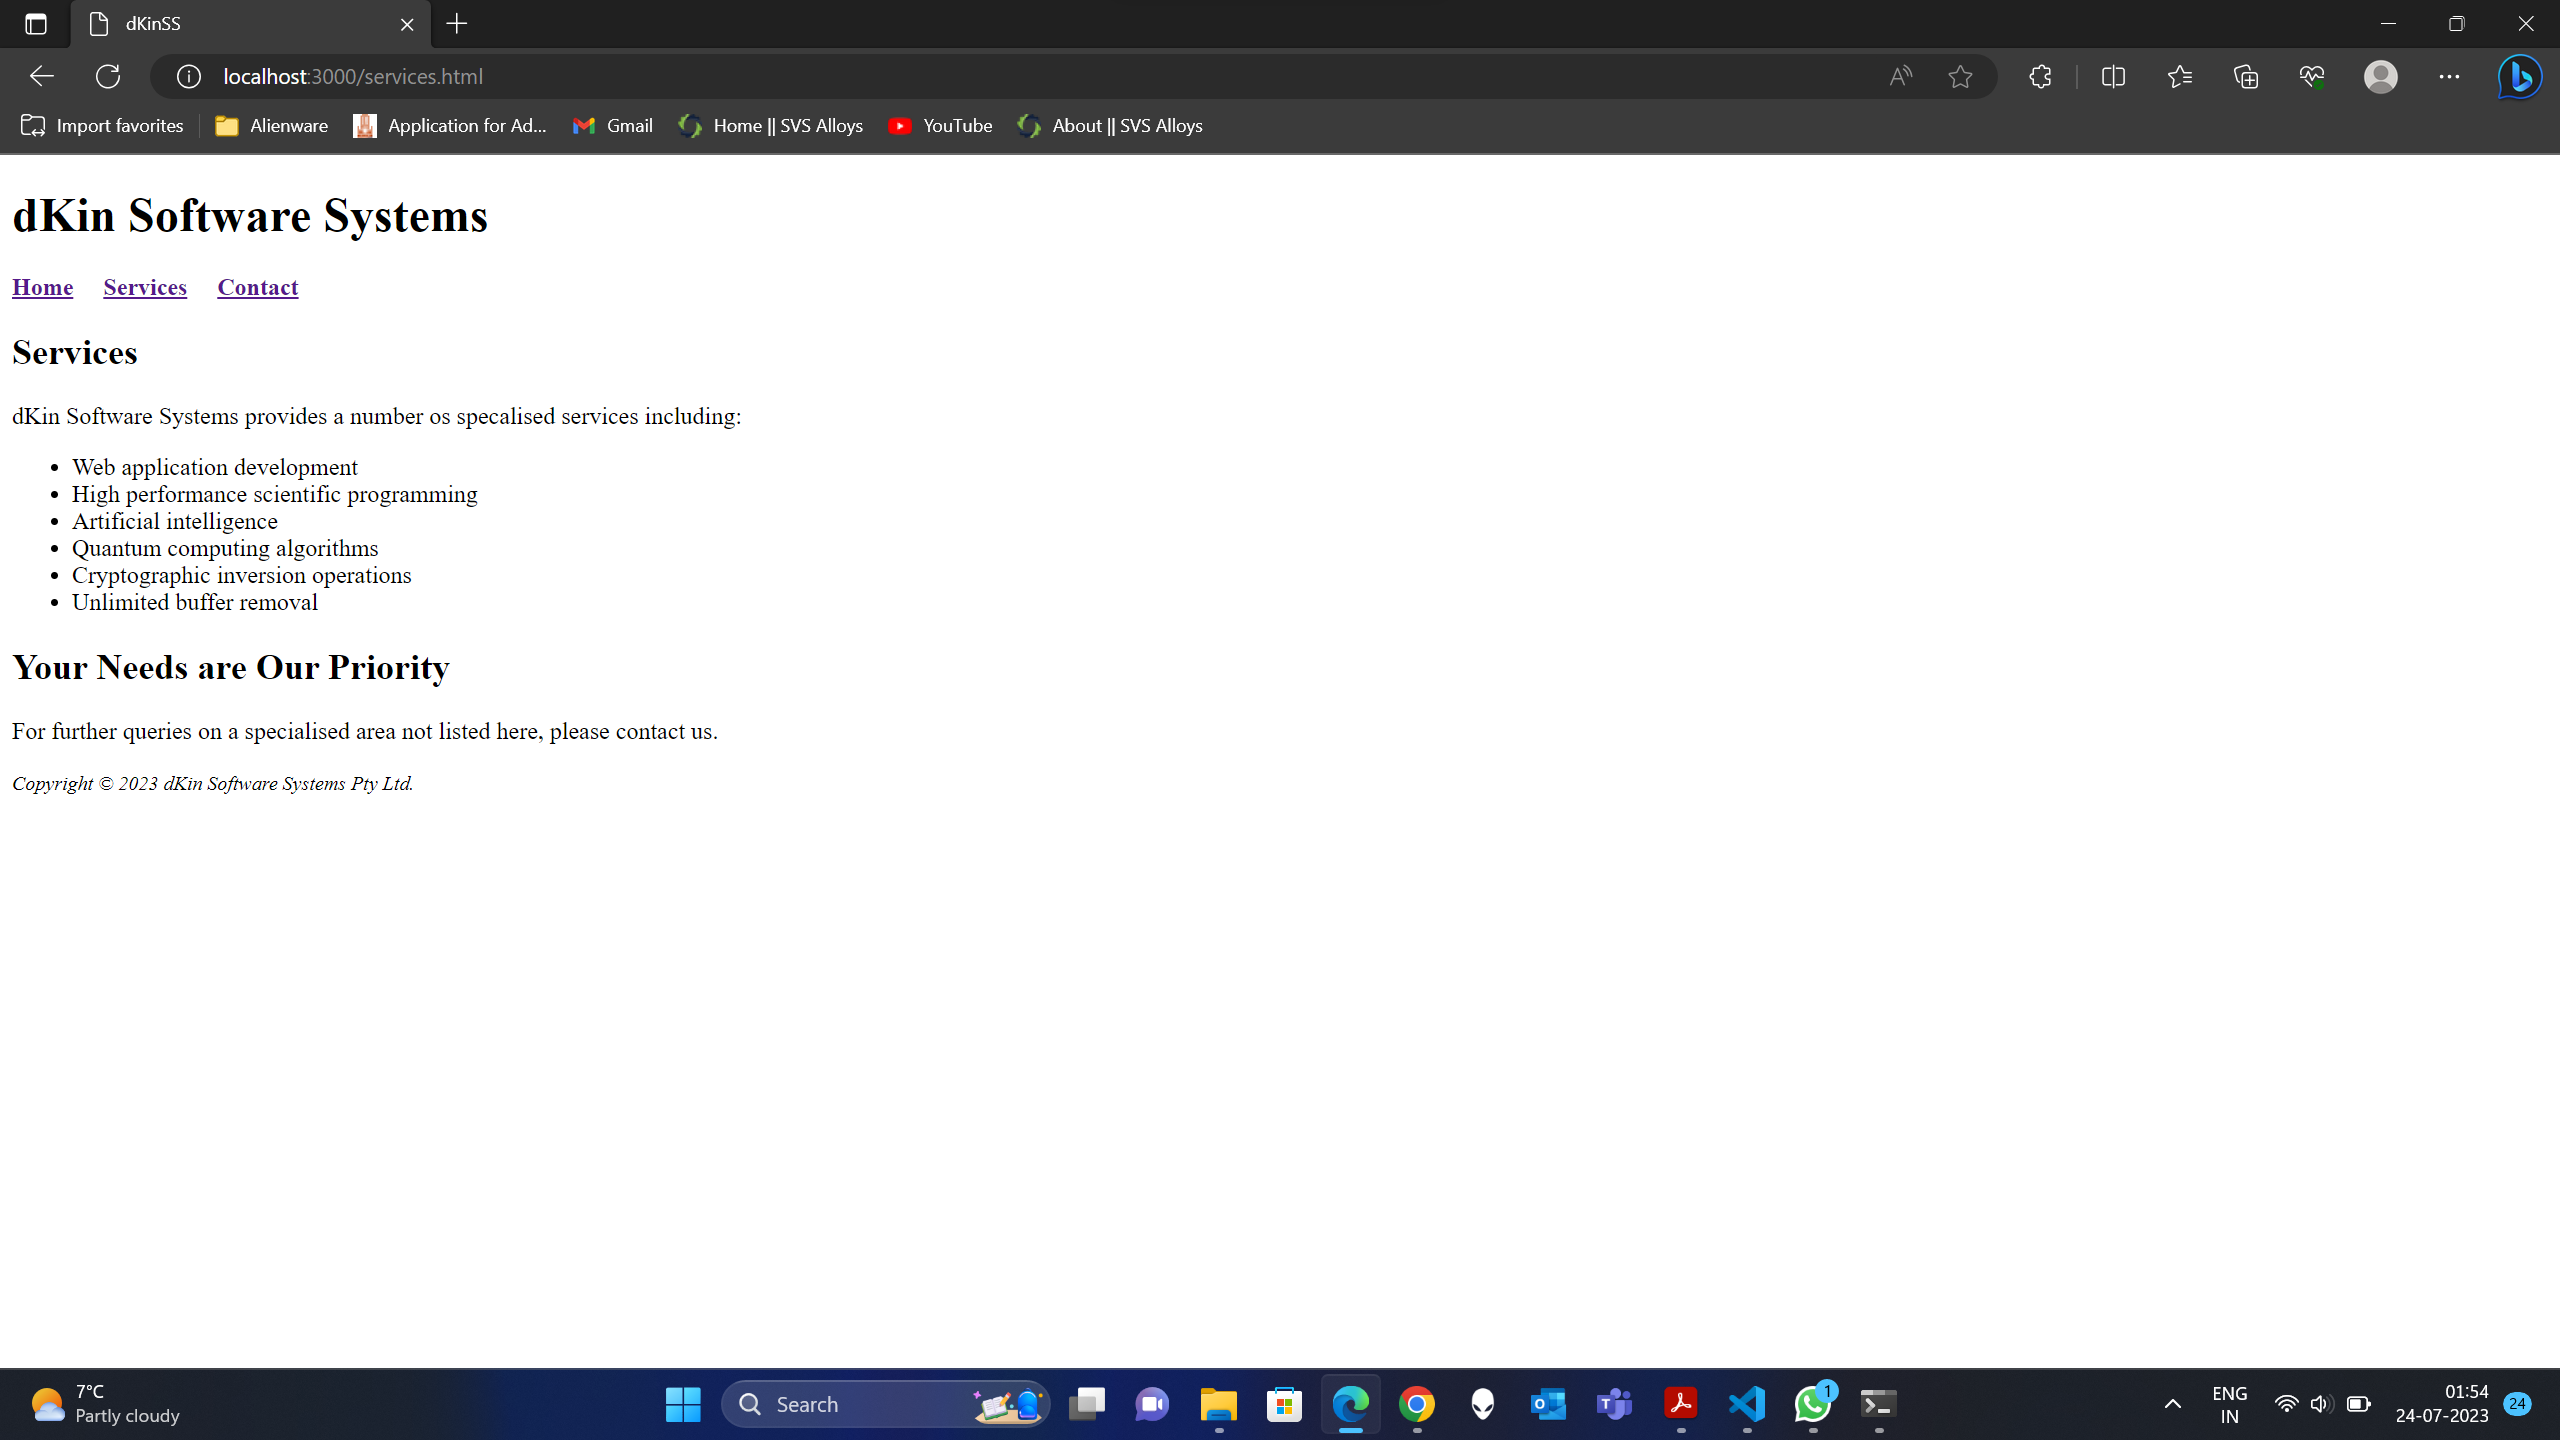 dKinSS
localhost:3000/services.html
Import favorites Alienware Application for Ad... Gmail Home || SVS Alloys YouTube About || SVS Alloys
dKin Software Systems
Home Services Contact
Services
dKin Software Systems provides a number os specalised services including:
• Web application development
• High performance scientific programming
• Artificial intelligence
• Quantum computing algorithms
• Cryptographic inversion operations
• Unlimited buffer removal
Your Needs are Our Priority
For further queries on a specialised area not listed here, please contact us.
Copyright © 2023 dKin Software Systems Pty Ltd.
7°C
Partly cloudy
Search
1
ENG
IN
01:54
24-07-2023
24